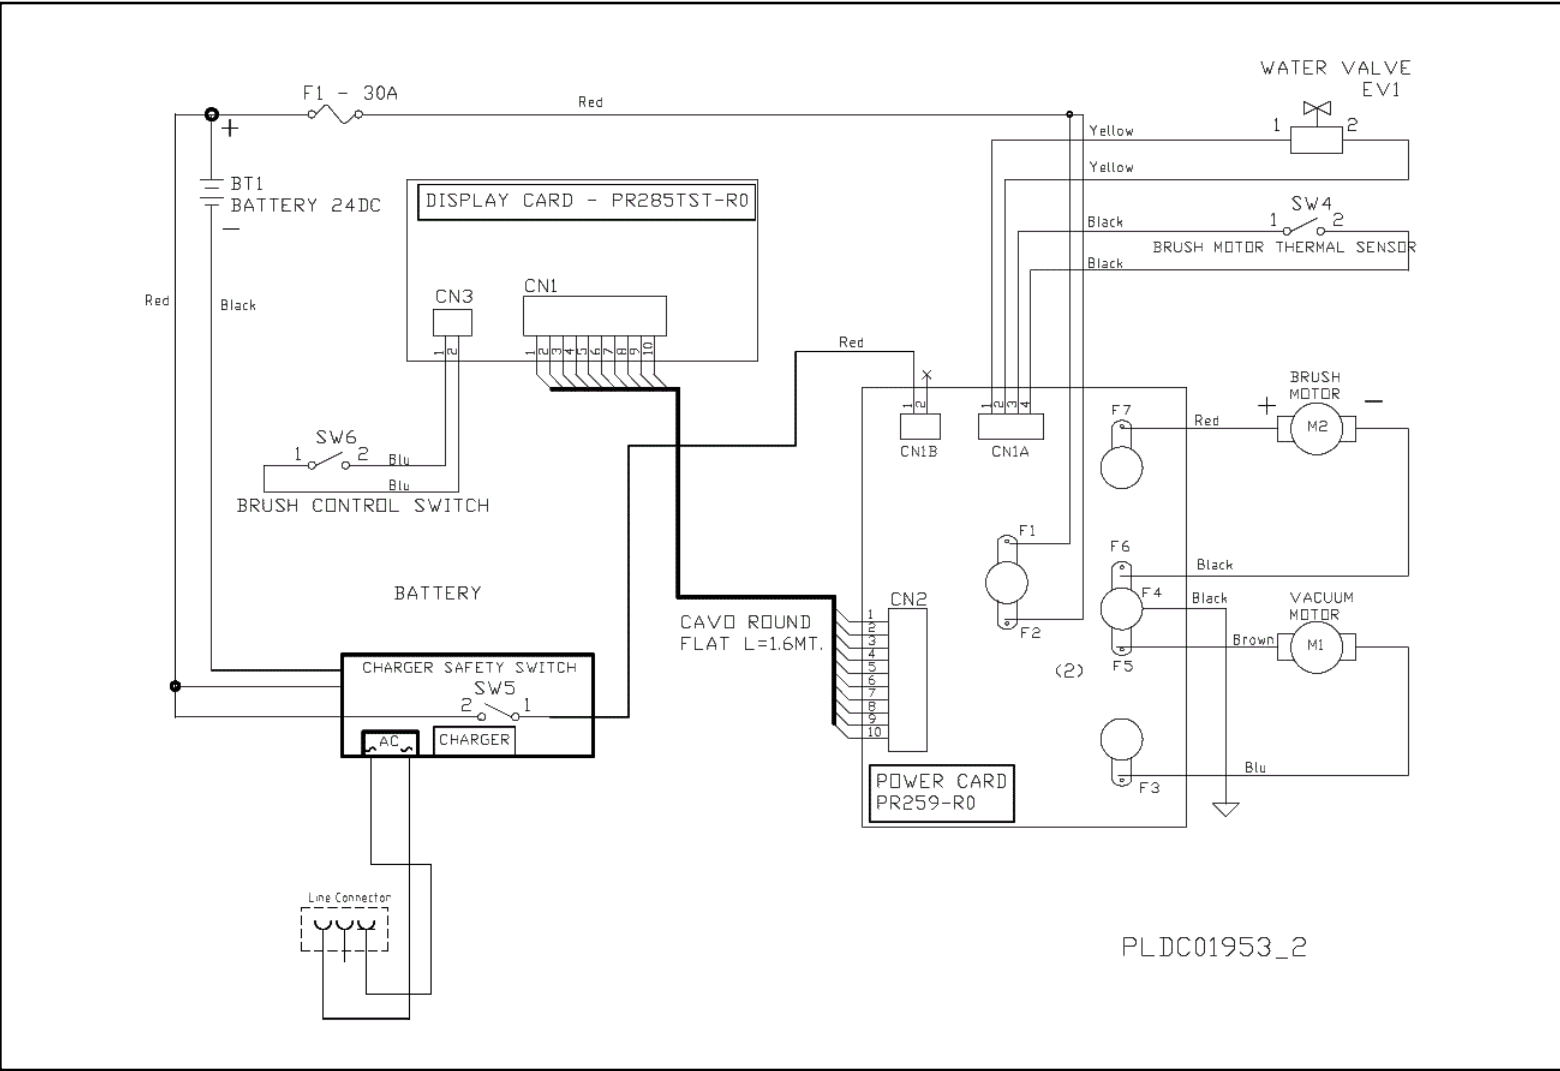 WATER VALVE
EV1
F1 - 30A
Red
1
2
Yellow
+
Yellow
BT1
BATTERY 24DC
-
DISPLAY CARD - PR285TST-R0
SW4
1
2
Black
BRUSH MOTOR THERMAL SENSOR
Black
Red
Black
CN3
CN1
1 2
1 2 3 4 5 6 7 8 9 10
Red
1 2
1 2 3 4
CN1B
CN1A
BRUSH
MOTOR
+
-
M2
F7
Red
SW6
1
2
Blu
Blu
BRUSH CONTROL SWITCH
F1
F2
F6
Black
F4
Black
F5
VACUUM
MOTOR
Brown
M1
BATTERY
CAVO ROUND
FLAT L=1.6MT.
CN2
1
2
3
4
5
6
7
8
9
10
(2)
CHARGER SAFETY SWITCH
SW5
2
1
AC
CHARGER
Blu
F3
POWER CARD
PR259-R0
Line Connector
PLDC01953_2